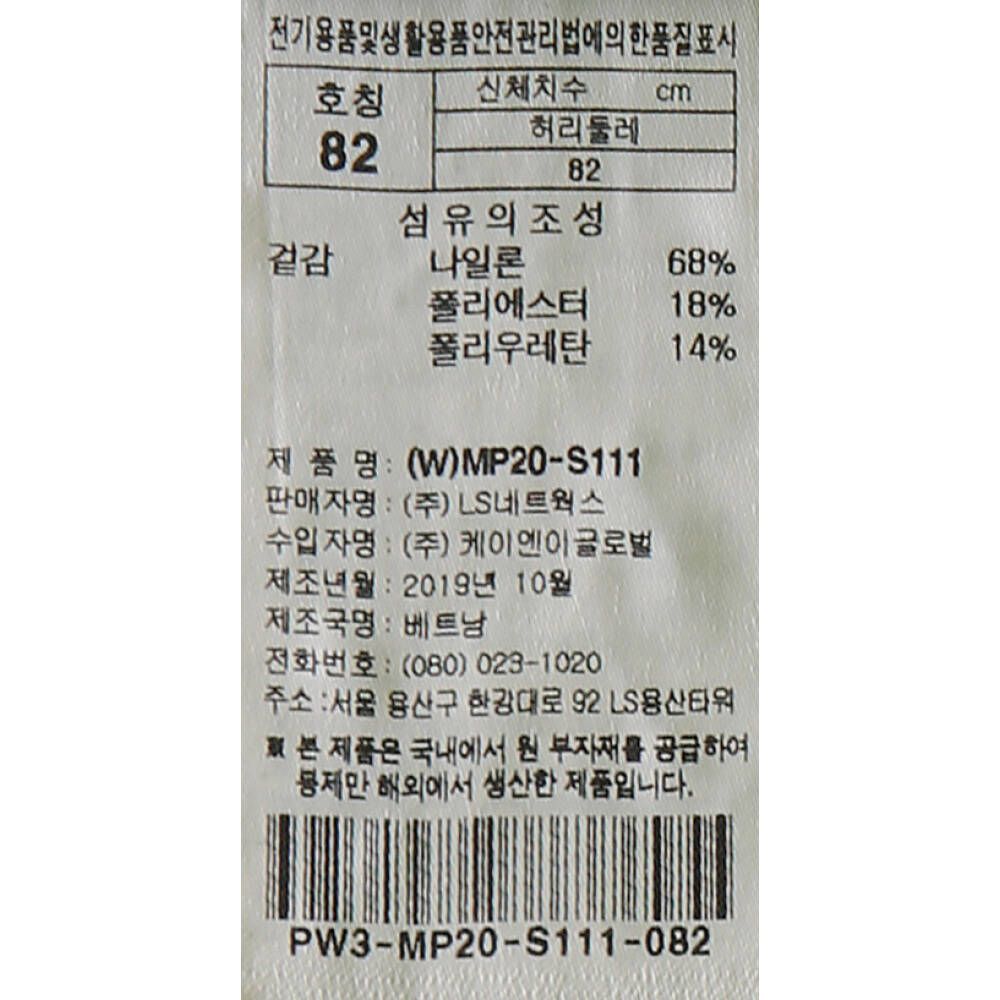 전기용품및생활용품안전관리법에의한품질표시
호칭 신체치수 cm
허리둘레
82 82
섬유의조성
겉감 나일론 68%
폴리에스터 18%
폴리우레탄 14%
제 품 명 : (W)MP20-S111
판매자명 : (주) LS네트웍스
수입자명 : (주) 케이엔이글로벌
제조년월 : 2019년 10월
제조국명 : 베트남
전화번호 : (080) 023-1020
주소 :서울 용산구 한강대로 92 LS용산타워
※ 본 제품은 국내에서 원 부자재를 공급하여
봉제만 해외에서 생산한 제품입니다.
PW3-MP20-S111-082